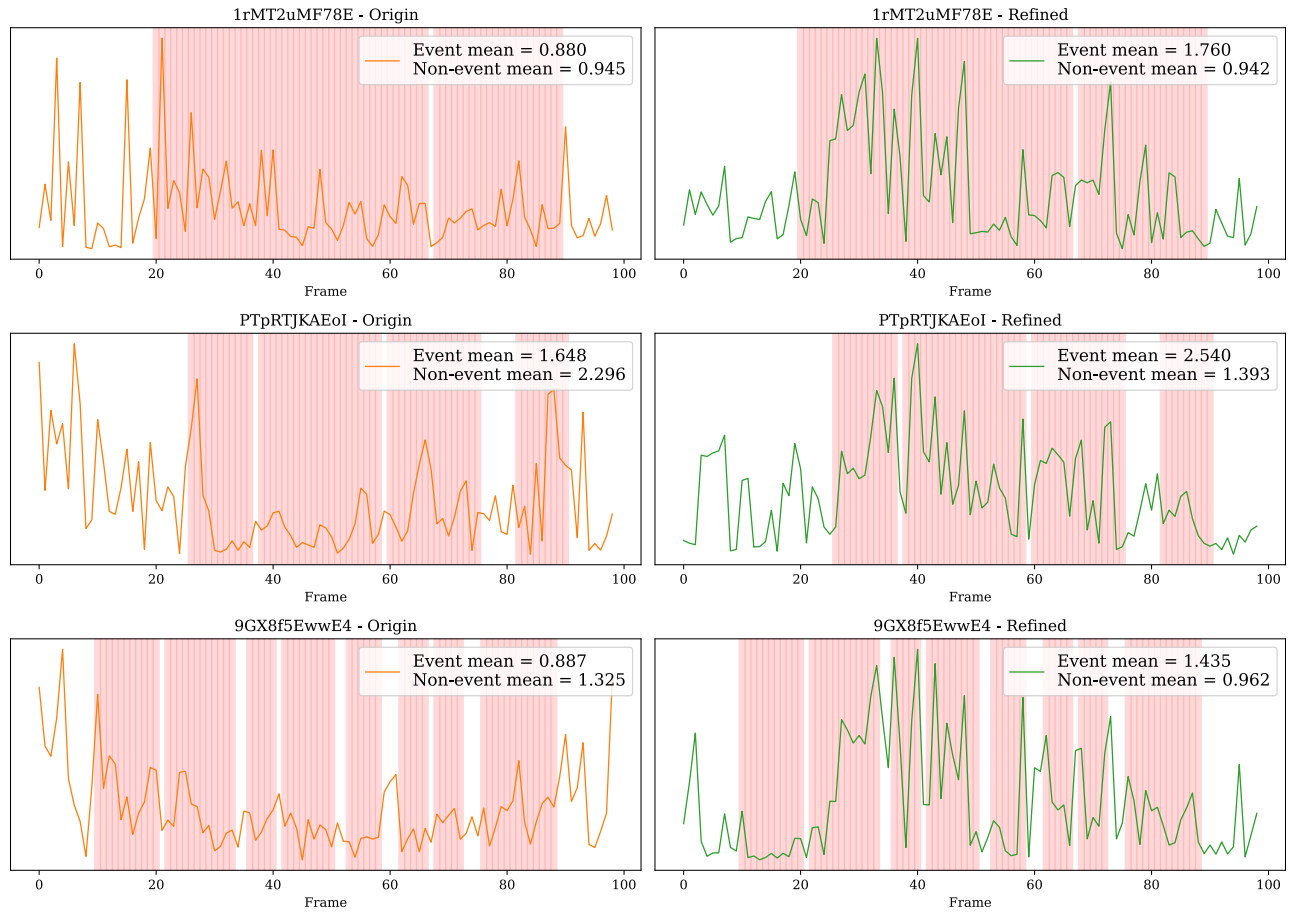 1rMT2uMF78E - Origin
Event mean = 0.880
Non-event mean = 0.945
0 20 40 60 80 100
Frame
1rMT2uMF78E - Refined
Event mean = 1.760
Non-event mean = 0.942
0 20 40 60 80 100
Frame
PTpRTJKAEoI - Origin
Event mean = 1.648
Non-event mean = 2.296
0 20 40 60 80 100
Frame
PTpRTJKAEoI - Refined
Event mean = 2.540
Non-event mean = 1.393
0 20 40 60 80 100
Frame
9GX8f5EwwE4 - Origin
Event mean = 0.887
Non-event mean = 1.325
0 20 40 60 80 100
Frame
9GX8f5EwwE4 - Refined
Event mean = 1.435
Non-event mean = 0.962
0 20 40 60 80 100
Frame